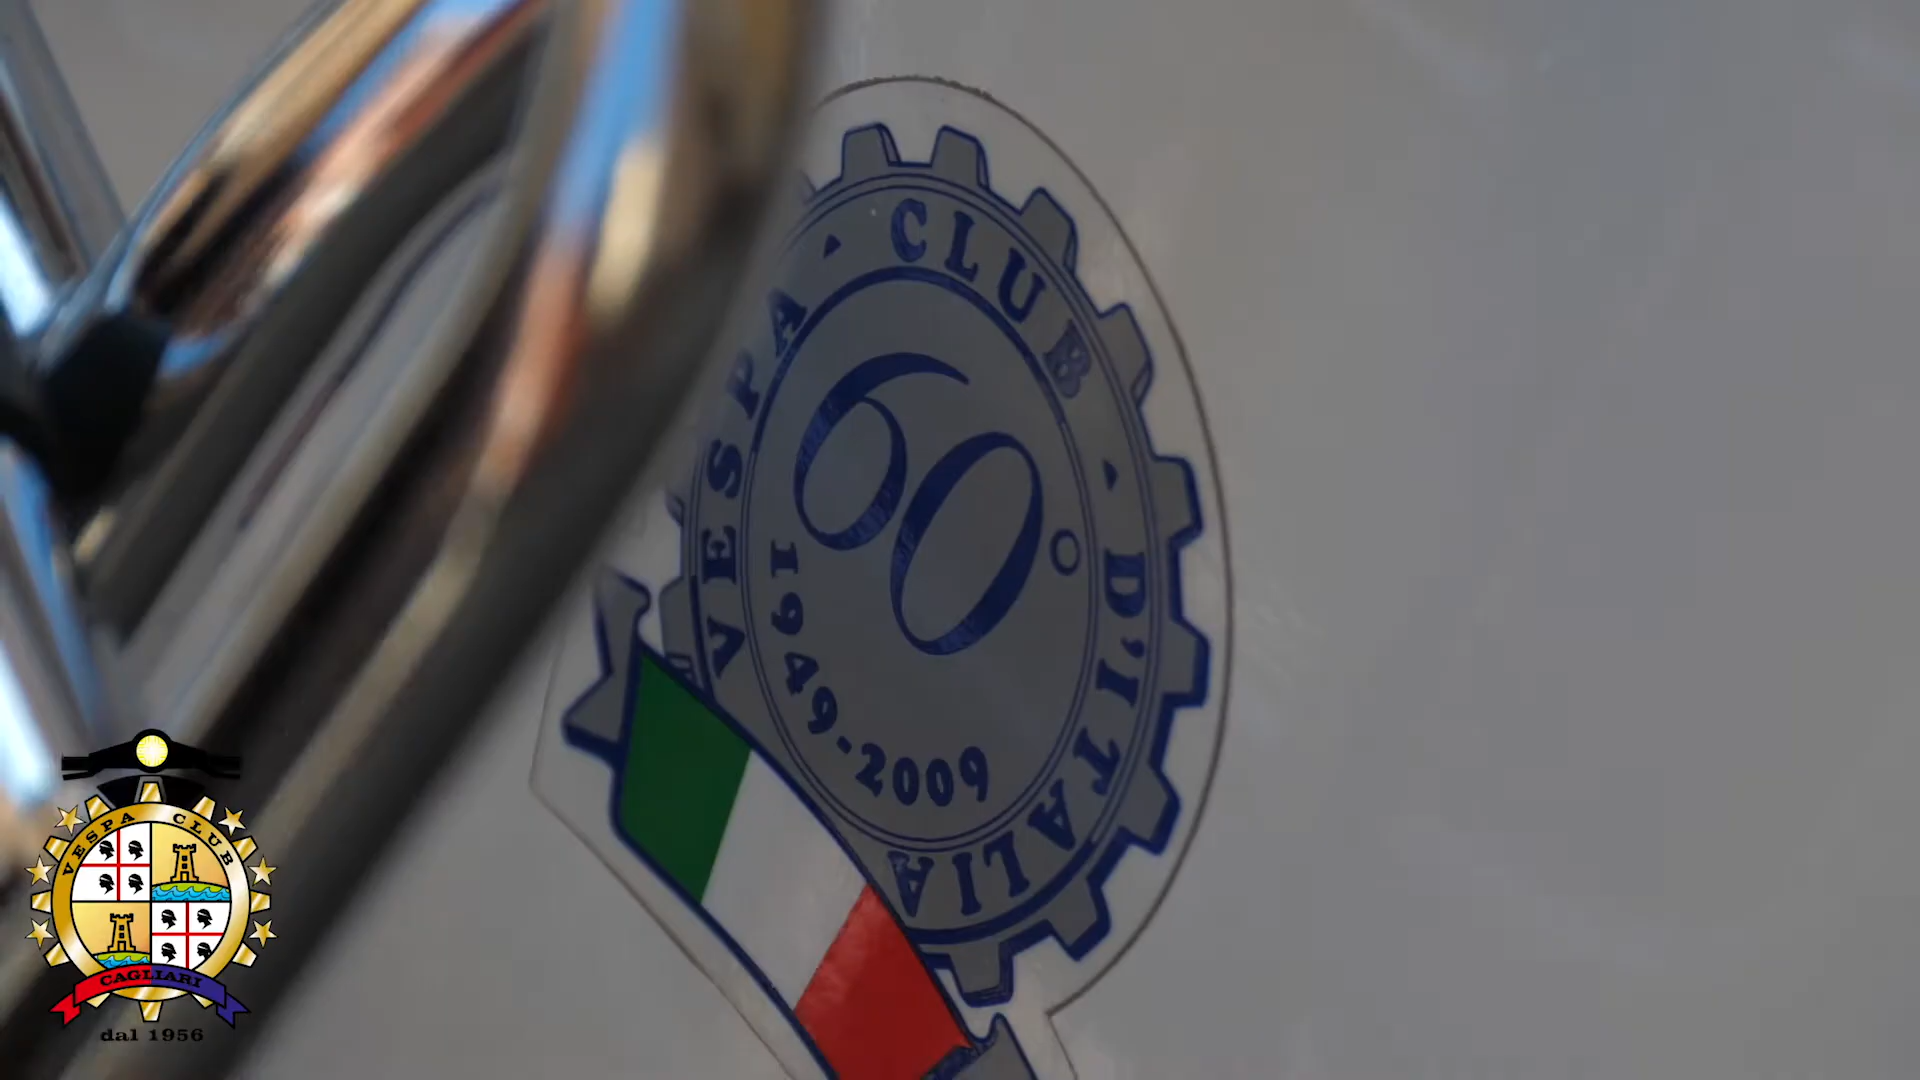 VESPA CLUB D'ITALIA
60°
1949-2009
VESPA CLUB
CAGLIARI
dal 1956